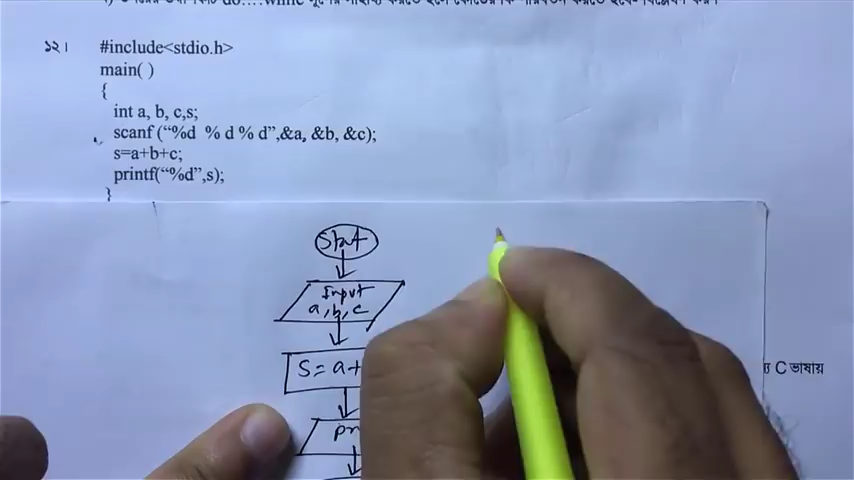 ১২। #include<stdio.h>
main( )
{
int a, b, c,s;
scanf (“%d % d % d”,&a, &b, &c);
s=a+b+c;
printf(“%d”,s);
}
Start
Input
a, b, c
S = a+
Pr
C ভাষায়